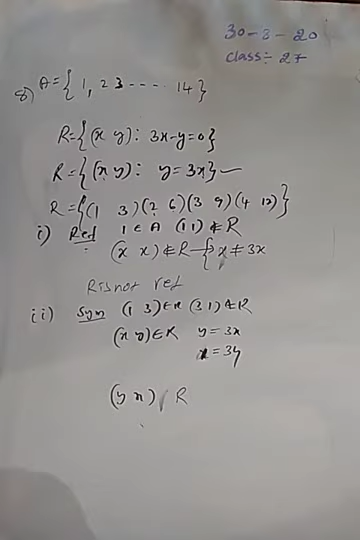 30-8-20
class:- 27
8) A={1, 2 3 ---- 14}
R={(x y): 3x-y=0}
R={(x y): y=3x}
R={(1 3)(2 6)(3 9)(4 12)}
i) Ref 1∈A (1 1)∉R
(x x)∉R {x≠3x
R is not ref
ii) Sym (1 3)∈R (3 1)∉R
(x y)∈R y=3x
x=3y
(y x) R